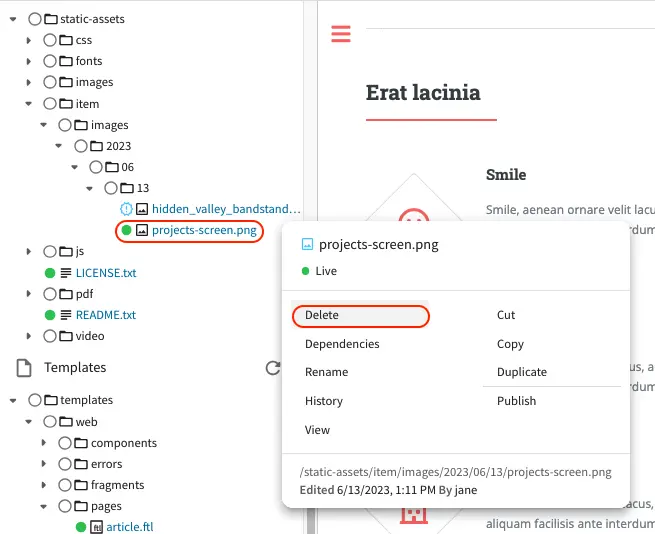 static-assets
css
fonts
images
item
images
2023
06
13
hidden_valley_bandstand...
projects-screen.png
js
LICENSE.txt
pdf
README.txt
video
Templates
templates
web
components
errors
fragments
pages
article.ftl
Erat lacinia
Smile
Smile, aenean ornare velit lacu
projects-screen.png
Live
Delete
Dependencies
Rename
History
View
Cut
Copy
Duplicate
Publish
/static-assets/item/images/2023/06/13/projects-screen.png
Edited 6/13/2023, 1:11 PM By jane
aliquam facilisis ante interdum